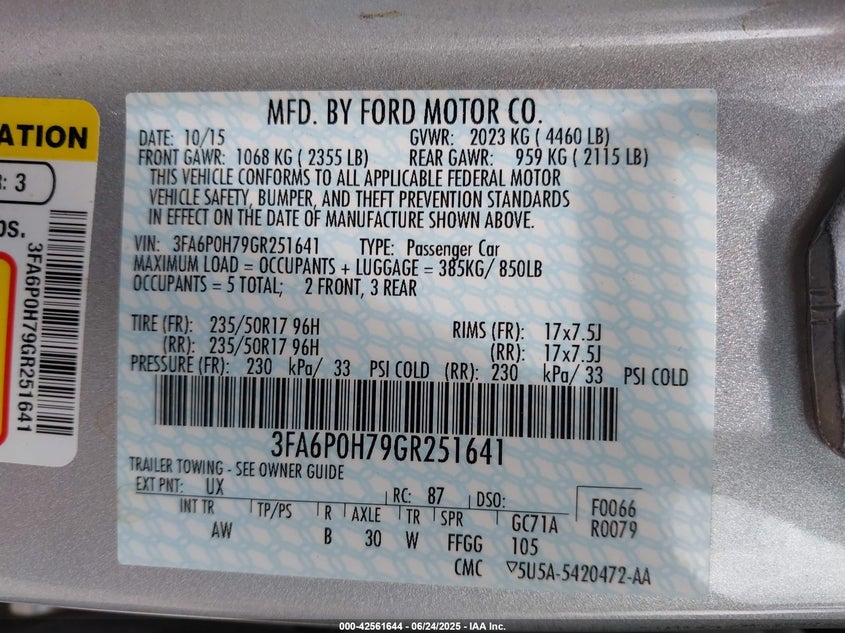 MFD. BY FORD MOTOR CO.
DATE: 10/15 GVWR: 2023 KG ( 4460 LB)
FRONT GAWR: 1068 KG ( 2355 LB) REAR GAWR: 959 KG ( 2115 LB)
THIS VEHICLE CONFORMS TO ALL APPLICABLE FEDERAL MOTOR
VEHICLE SAFETY, BUMPER, AND THEFT PREVENTION STANDARDS
IN EFFECT ON THE DATE OF MANUFACTURE SHOWN ABOVE.
VIN: 3FA6P0H79GR251641 TYPE: Passenger Car
MAXIMUM LOAD = OCCUPANTS + LUGGAGE = 385KG/ 850LB
OCCUPANTS = 5 TOTAL; 2 FRONT, 3 REAR
TIRE (FR): 235/50R17 96H RIMS (FR): 17x7.5J
(RR): 235/50R17 96H (RR): 17x7.5J
PRESSURE (FR): 230 kPa/ 33 PSI COLD (RR): 230 kPa/ 33 PSI COLD
3FA6P0H79GR251641
TRAILER TOWING - SEE OWNER GUIDE
EXT PNT: UX RC: 87 DSO: F0066
INT TR TP/PS R AXLE TR SPR GC71A R0079
AW B 30 W FFGG 105
CMC ▽5U5A-5420472-AA
ATION
R: 3
OS.
3FA6P0H79GR251641
000-42561644 - 06/24/2025 - IAA Inc.